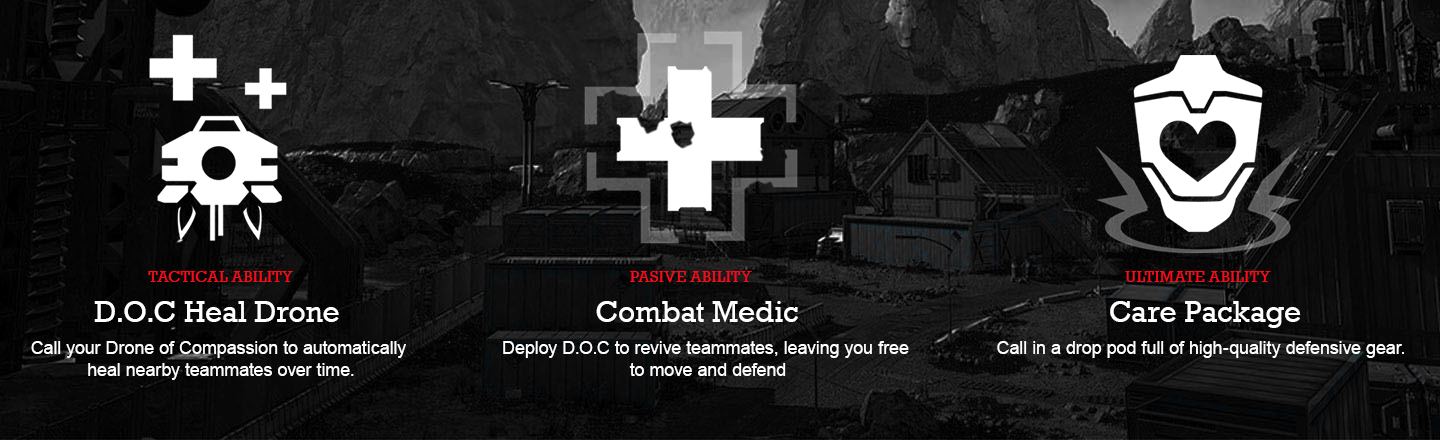 TACTICAL ABILITY
D.O.C Heal Drone
Call your Drone of Compassion to automatically
heal nearby teammates over time.
PASIVE ABILITY
Combat Medic
Deploy D.O.C to revive teammates, leaving you free
to move and defend
ULTIMATE ABILITY
Care Package
Call in a drop pod full of high-quality defensive gear.